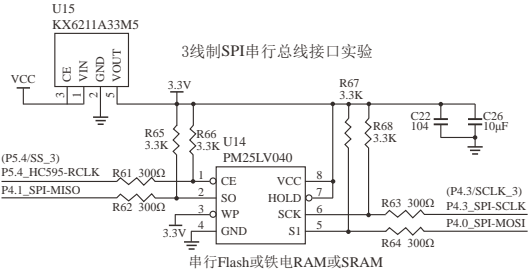 U15
KX6211A33M5
CE
VIN
GND
VOUT
3 1 2 5
VCC
3线制SPI串行总线接口实验
3.3V
R67
3.3K
R65
3.3K
R66
3.3K
R68
3.3K
C22
104
C26
10μF
U14
PM25LV040
(P5.4/SS_3)
P5.4_HC595-RCLK
R61 300Ω
P4.1_SPI-MISO
R62 300Ω
1 CE VCC 8
2 SO HOLD 7
3 WP SCK 6
4 GND S1 5
3.3V
(P4.3/SCLK_3)
R63 300Ω P4.3_SPI-SCLK
P4.0_SPI-MOSI
R64 300Ω
串行Flash或铁电RAM或SRAM